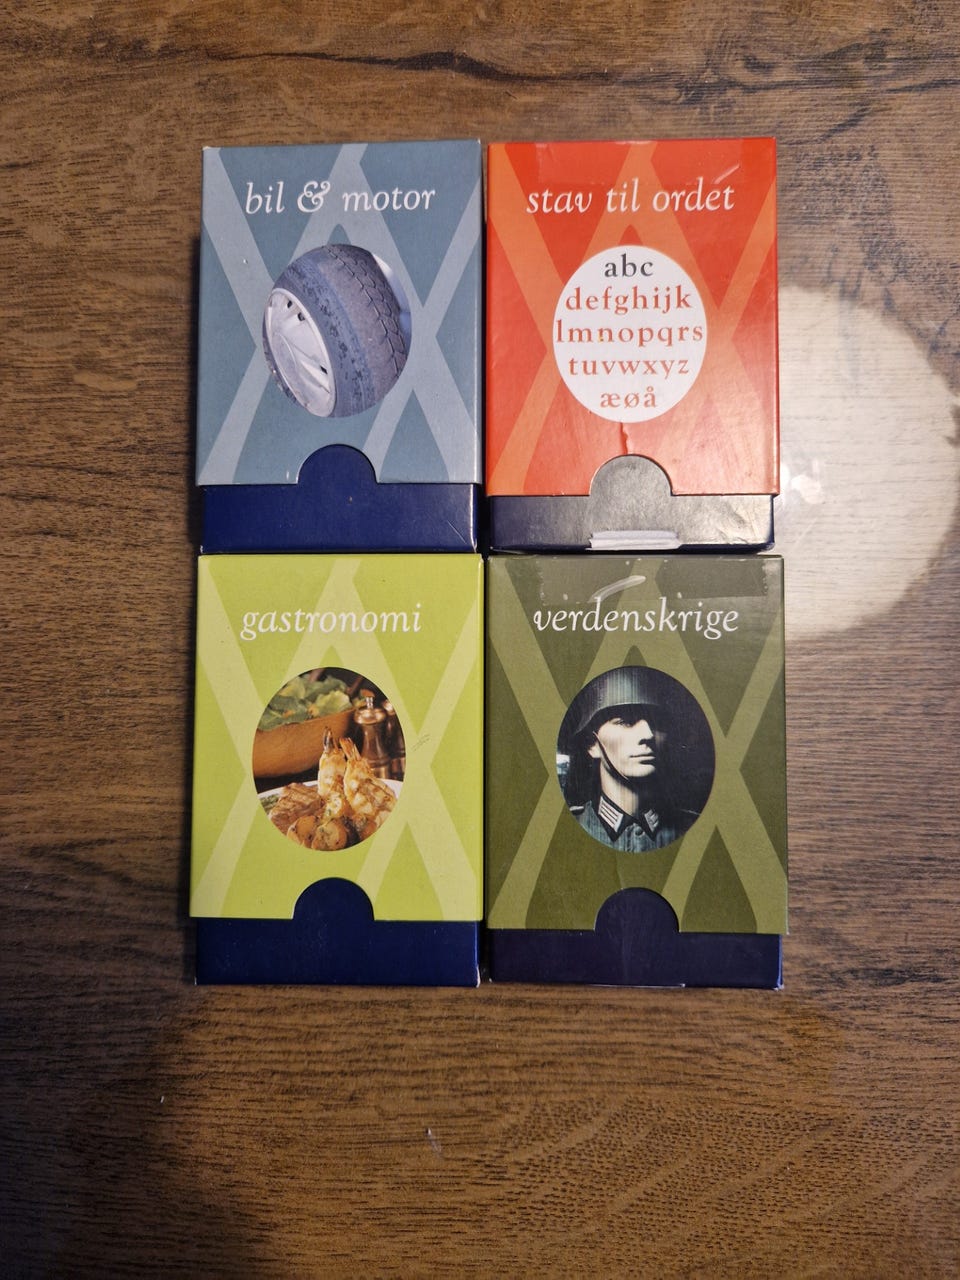 bil & motor
stav til ordet
abc
defghijk
lmnopqrs
tuvwxyz
æøå
gastronomi
verdenskrige